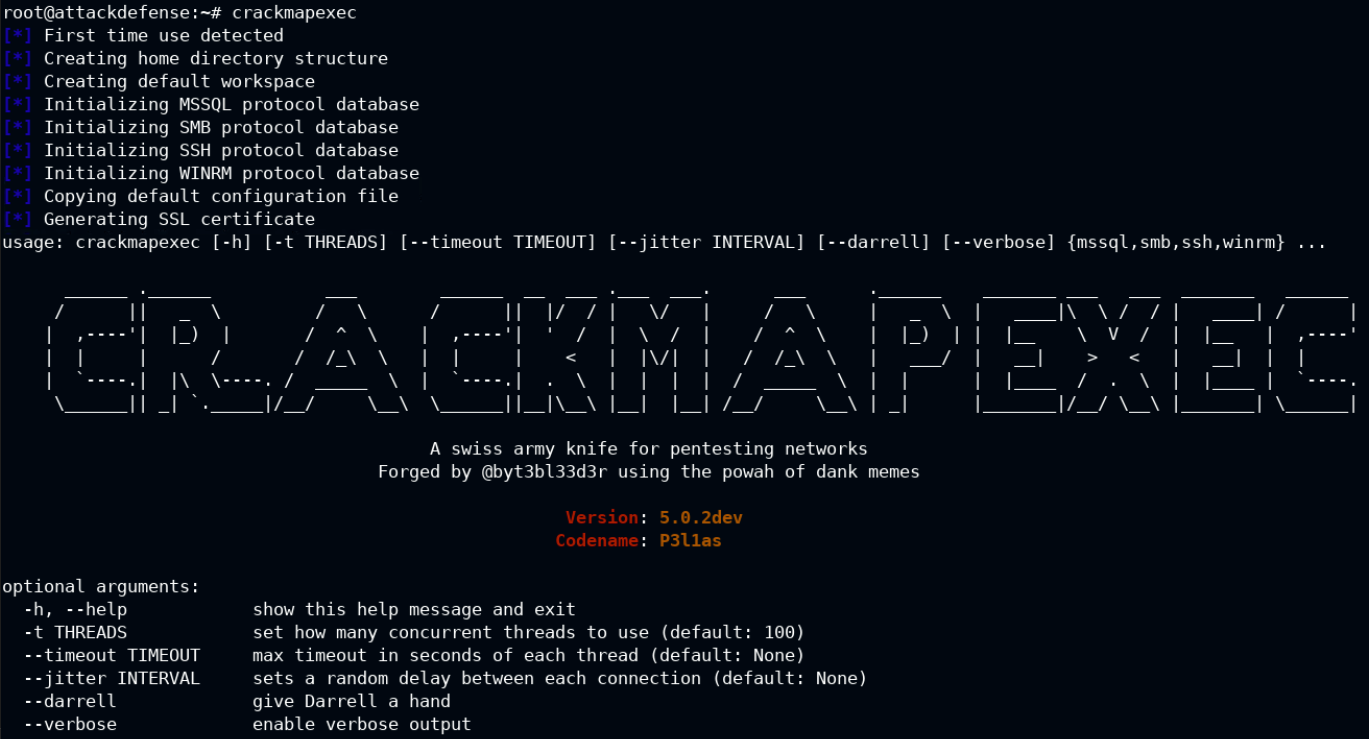 root@attackdefense:~# crackmapexec
[*] First time use detected
[*] Creating home directory structure
[*] Creating default workspace
[*] Initializing MSSQL protocol database
[*] Initializing SMB protocol database
[*] Initializing SSH protocol database
[*] Initializing WINRM protocol database
[*] Copying default configuration file
[*] Generating SSL certificate
usage: crackmapexec [-h] [-t THREADS] [--timeout TIMEOUT] [--jitter INTERVAL] [--darrell] [--verbose] {mssql,smb,ssh,winrm} ...
CRACKMAPEXEC
A swiss army knife for pentesting networks
Forged by @byt3bl33d3r using the powah of dank memes
Version: 5.0.2dev
Codename: P3l1as
optional arguments:
-h, --help show this help message and exit
-t THREADS set how many concurrent threads to use (default: 100)
--timeout TIMEOUT max timeout in seconds of each thread (default: None)
--jitter INTERVAL sets a random delay between each connection (default: None)
--darrell give Darrell a hand
--verbose enable verbose output